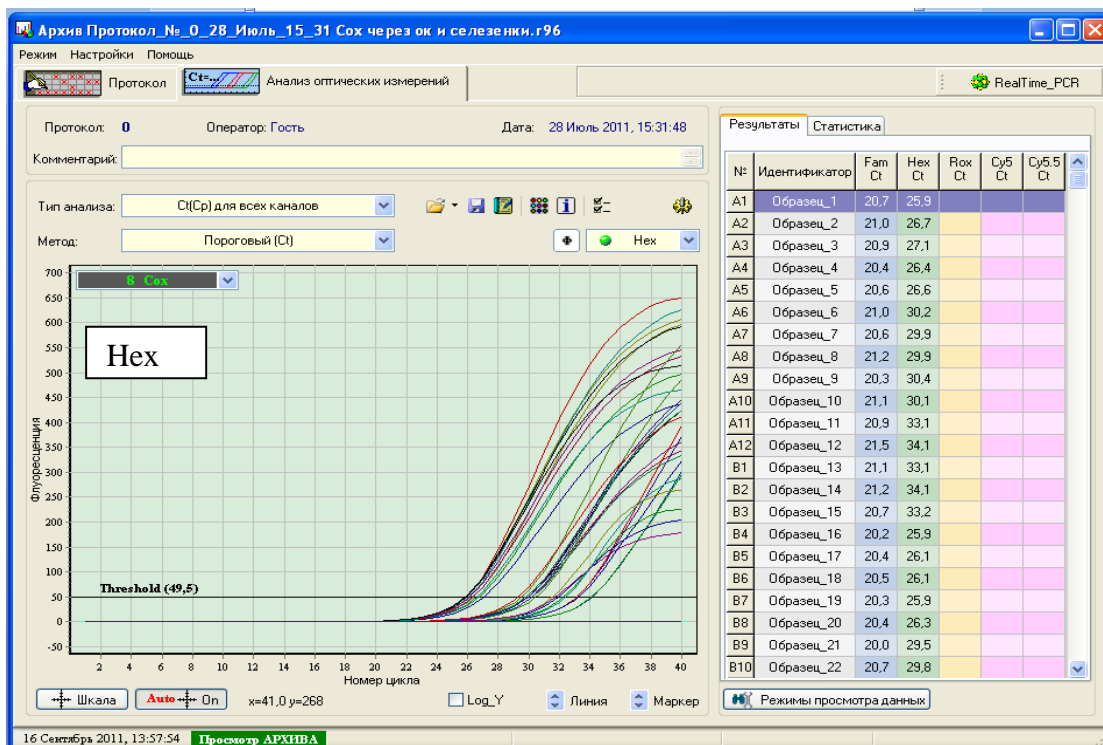 Архив Протокол_№_0_28_Июль_15_31 Cox через ок и селезенки.r96
Режим Настройки Помощь
Протокол Ct=... Анализ оптических измерений RealTime_PCR
Протокол: 0 Оператор: Гость Дата: 28 Июль 2011, 15:31:48
Комментарий:
Тип анализа: Ct(Cp) для всех каналов
Метод: Пороговый (Ct) Ф Hex
8 Cox
Hex
Threshold (49,5)
Флуоресценция
700
650
600
550
500
450
400
350
300
250
200
150
100
50
0
-50
2 4 6 8 10 12 14 16 18 20 22 24 26 28 30 32 34 36 38 40
Номер цикла
Шкала Auto On x=41,0 y=268 Log_Y Линия Маркер
Результаты Статистика
№ Идентификатор Fam Ct Hex Ct Rox Ct Cy5 Ct Cy5.5 Ct
A1 Образец_1 20,7 25,9
A2 Образец_2 21,0 26,7
A3 Образец_3 20,9 27,1
A4 Образец_4 20,4 26,4
A5 Образец_5 20,6 26,6
A6 Образец_6 21,0 30,2
A7 Образец_7 20,6 29,9
A8 Образец_8 21,2 29,9
A9 Образец_9 20,3 30,4
A10 Образец_10 21,1 30,1
A11 Образец_11 20,9 33,1
A12 Образец_12 21,5 34,1
B1 Образец_13 21,1 33,1
B2 Образец_14 21,2 34,1
B3 Образец_15 20,7 33,2
B4 Образец_16 20,2 25,9
B5 Образец_17 20,4 26,1
B6 Образец_18 20,5 26,1
B7 Образец_19 20,3 25,9
B8 Образец_20 20,4 26,3
B9 Образец_21 20,0 29,5
B10 Образец_22 20,7 29,8
Режимы просмотра данных
16 Сентябрь 2011, 13:57:54 Просмотр АРХИВА